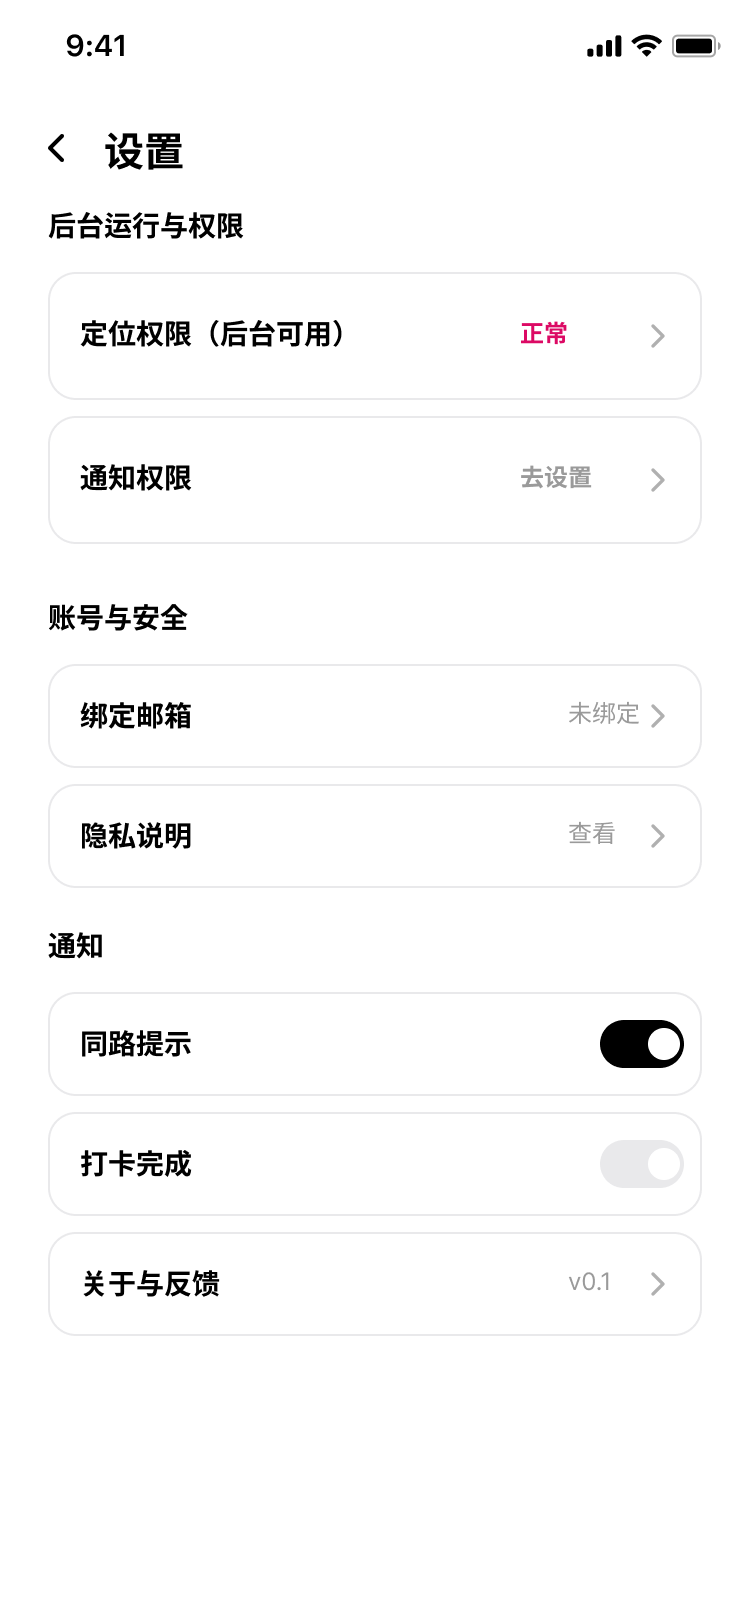 9:41
设置
后台运行与权限
定位权限（后台可用） 正常
通知权限 去设置
账号与安全
绑定邮箱 未绑定
隐私说明 查看
通知
同路提示
打卡完成
关于与反馈 v0.1